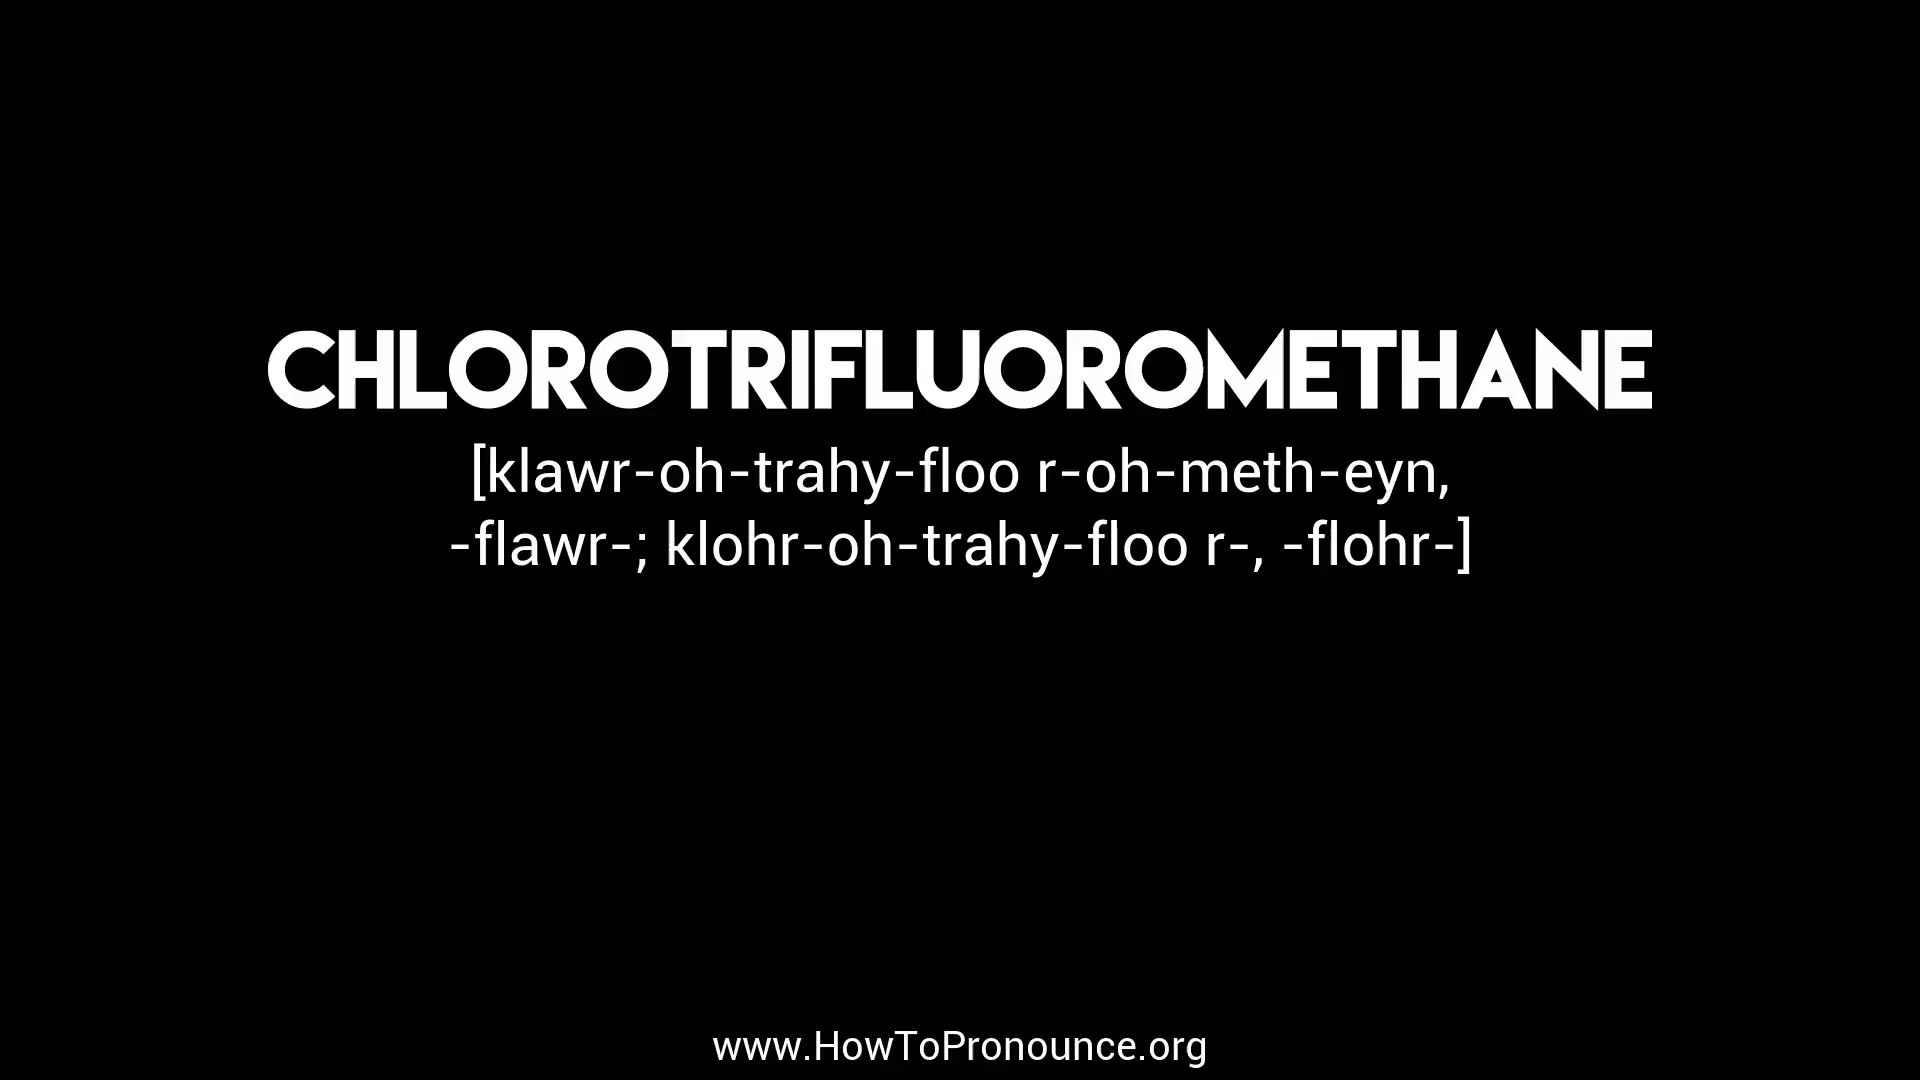 CHLOROTRIFLUOROMETHANE
[klawr-oh-trahy-floo r-oh-meth-eyn,
-flawr-; klohr-oh-trahy-floo r-, -flohr-]
www.HowToPronounce.org